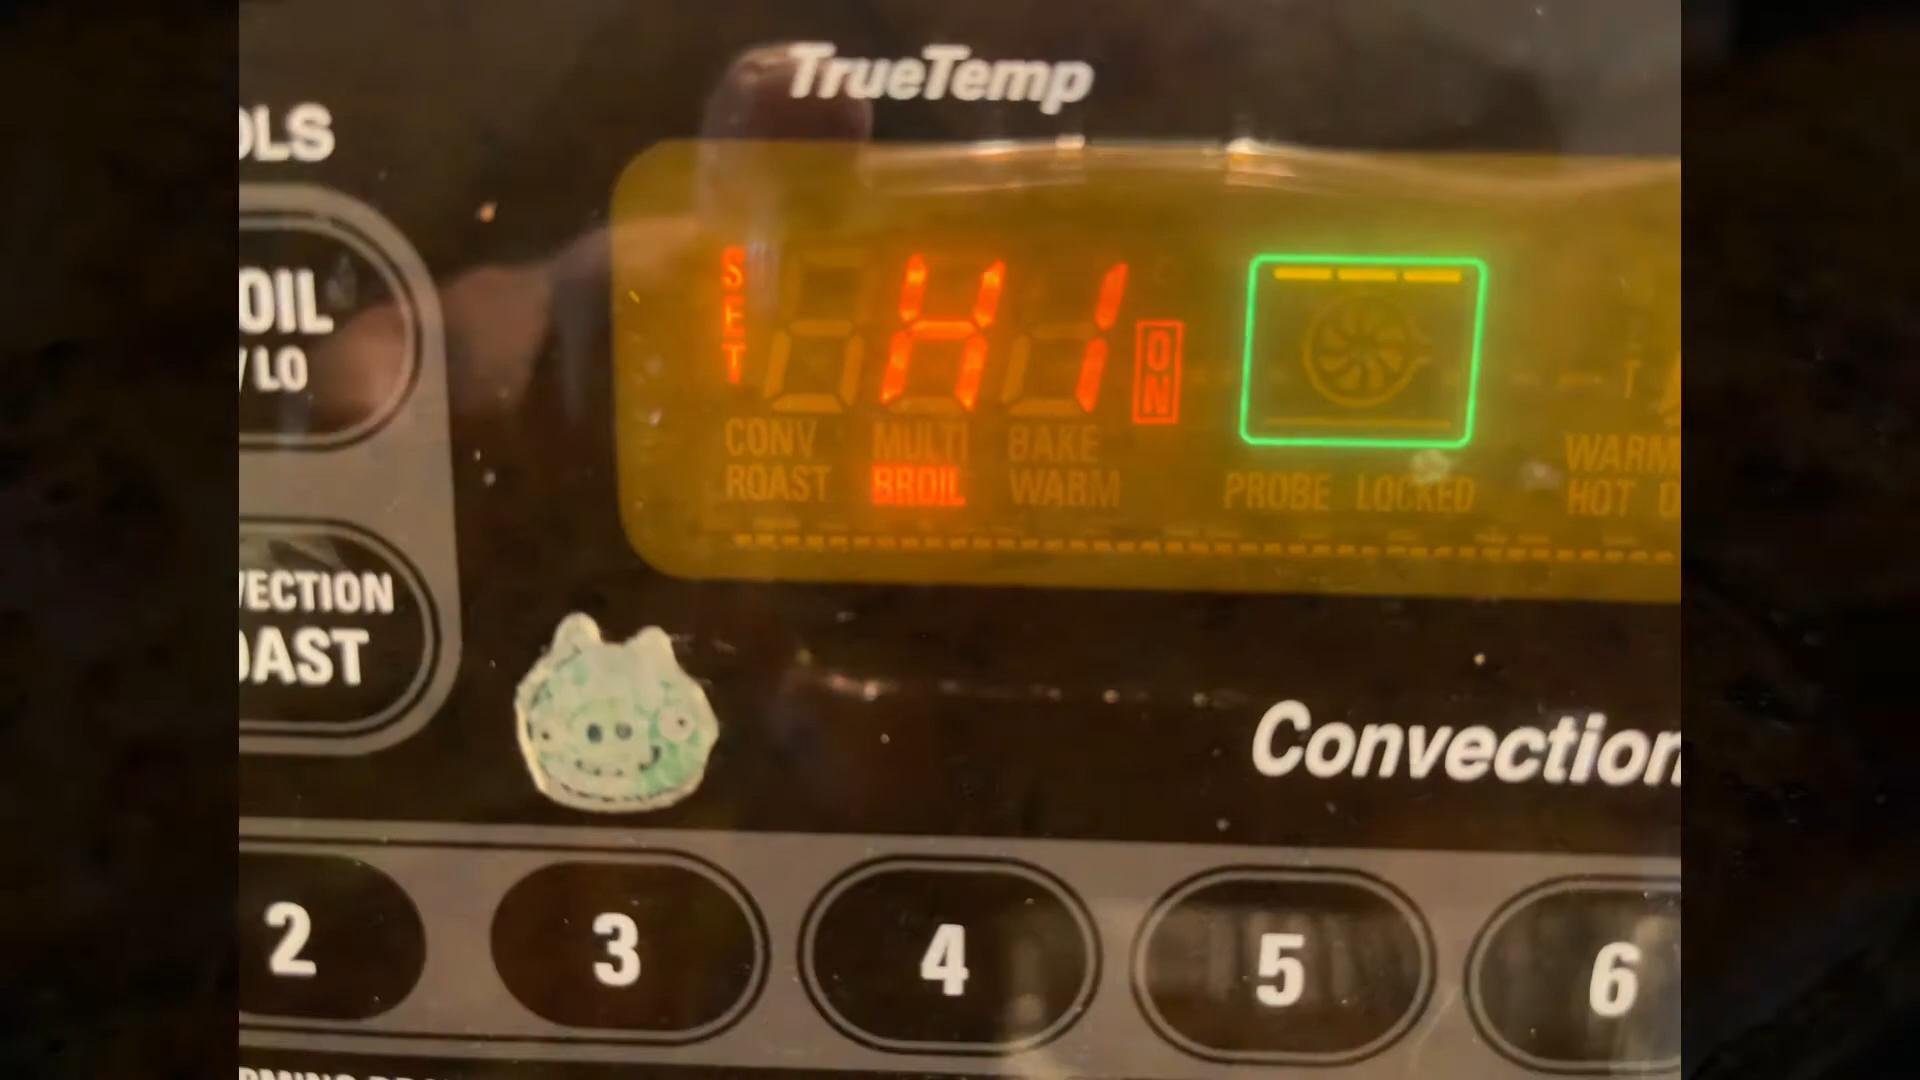 TrueTemp
OLS
OIL
/ LO
SET
HI
ON
CONV MULTI BAKE
ROAST BROIL WARM
PROBE LOCKED
WARM
HOT
VECTION
OAST
Convection
2 3 4 5 6